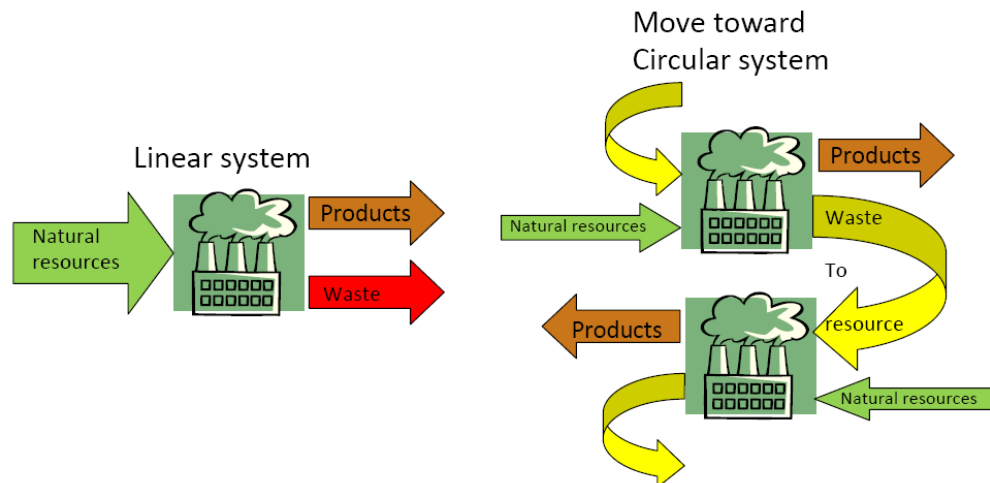 Linear system
Natural
resources
Products
Waste
Move toward
Circular system
Products
Natural resources
Waste
To
resource
Products
Natural resources